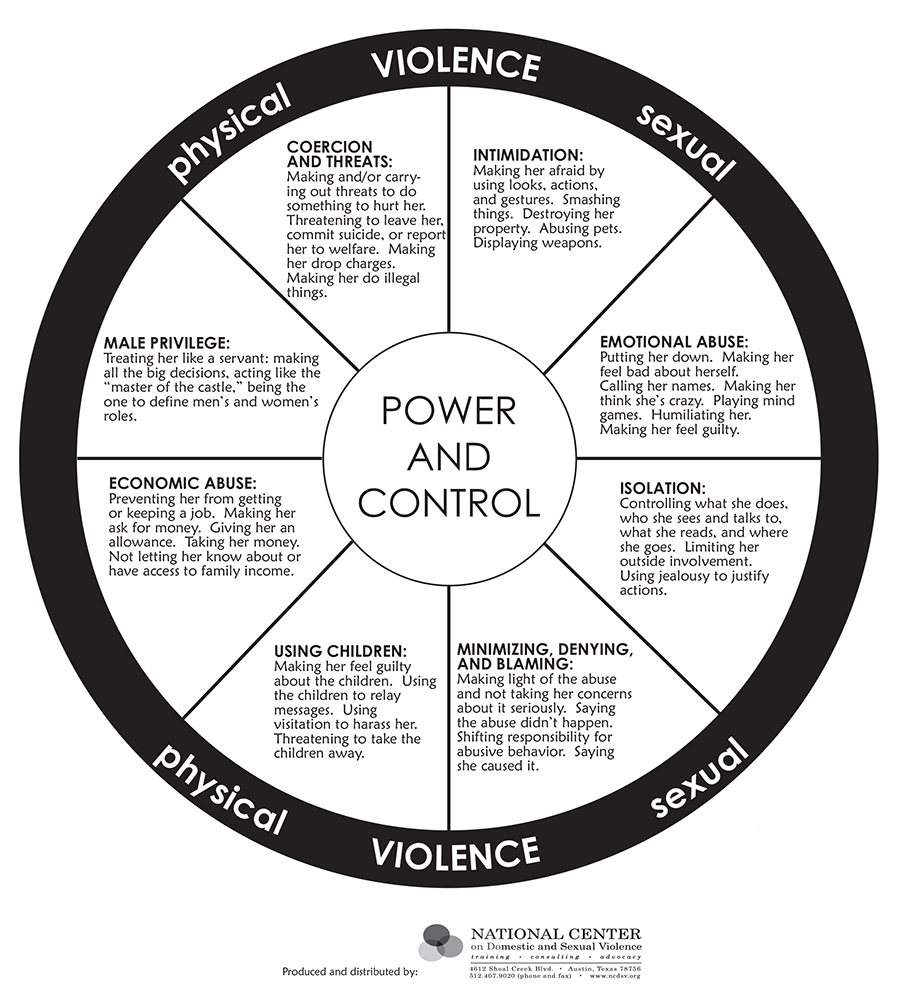 physical
VIOLENCE
sexual
COERCION
AND THREATS:
Making and/or carry-
ing out threats to do
something to hurt her.
Threatening to leave her,
commit suicide, or report
her to welfare. Making
her drop charges.
Making her do illegal
things.
INTIMIDATION:
Making her afraid by
using looks, actions,
and gestures. Smashing
things. Destroying her
property. Abusing pets.
Displaying weapons.
MALE PRIVILEGE:
Treating her like a servant: making
all the big decisions, acting like the
“master of the castle,” being the
one to define men’s and women’s
roles.
EMOTIONAL ABUSE:
Putting her down. Making her
feel bad about herself.
Calling her names. Making her
think she’s crazy. Playing mind
games. Humiliating her.
Making her feel guilty.
POWER
AND
CONTROL
ECONOMIC ABUSE:
Preventing her from getting
or keeping a job. Making her
ask for money. Giving her an
allowance. Taking her money.
Not letting her know about or
have access to family income.
ISOLATION:
Controlling what she does,
who she sees and talks to,
what she reads, and where
she goes. Limiting her
outside involvement.
Using jealousy to justify
actions.
USING CHILDREN:
Making her feel guilty
about the children. Using
the children to relay
messages. Using
visitation to harass her.
Threatening to take the
children away.
MINIMIZING, DENYING,
AND BLAMING:
Making light of the abuse
and not taking her concerns
about it seriously. Saying
the abuse didn’t happen.
Shifting responsibility for
abusive behavior. Saying
she caused it.
physical
VIOLENCE
sexual
Produced and distributed by:
NATIONAL CENTER
on Domestic and Sexual Violence
training • consulting • advocacy
4612 Shoal Creek Blvd. • Austin, Texas 78756
512.407.9020 (phone and fax) • www.ncdsv.org